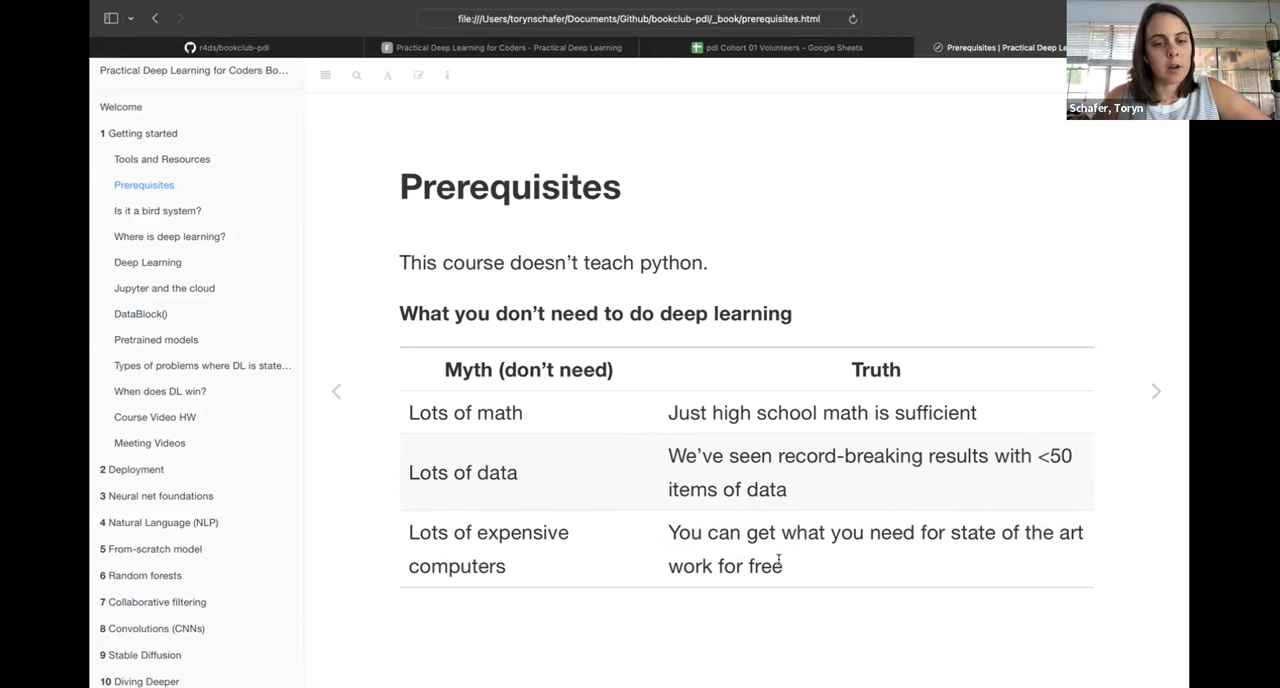 file:///Users/torynschafer/Documents/Github/bookclub-pdl/_book/prerequisites.html
r4ds/bookclub-pdl
Practical Deep Learning for Coders - Practical Deep Learning
pdl Cohort 01 Volunteers - Google Sheets
Prerequisites | Practical Deep Le
Schafer, Toryn
Practical Deep Learning for Coders Bo...
Welcome
1 Getting started
Tools and Resources
Prerequisites
Is it a bird system?
Where is deep learning?
Deep Learning
Jupyter and the cloud
DataBlock()
Pretrained models
Types of problems where DL is state...
When does DL win?
Course Video HW
Meeting Videos
2 Deployment
3 Neural net foundations
4 Natural Language (NLP)
5 From-scratch model
6 Random forests
7 Collaborative filtering
8 Convolutions (CNNs)
9 Stable Diffusion
10 Diving Deeper
Prerequisites
This course doesn't teach python.
What you don't need to do deep learning
Myth (don't need) Truth
Lots of math Just high school math is sufficient
Lots of data We've seen record-breaking results with <50
items of data
Lots of expensive You can get what you need for state of the art
computers work for free